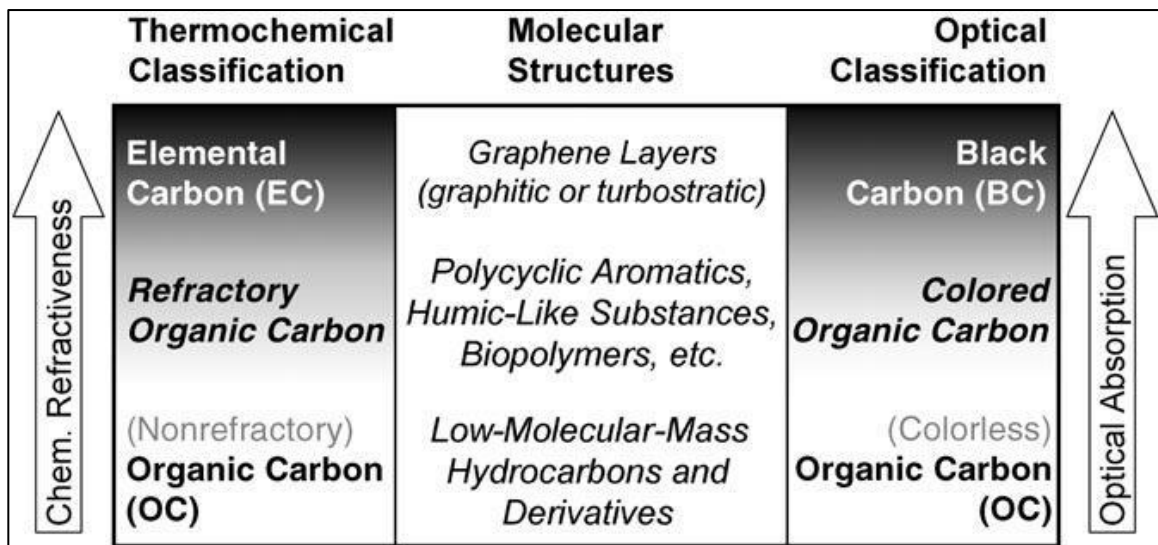 Thermochemical
Classification
Molecular
Structures
Optical
Classification
Chem. Refractiveness
Elemental
Carbon (EC)
Graphene Layers
(graphitic or turbostratic)
Black
Carbon (BC)
Refractory
Organic Carbon
Polycyclic Aromatics,
Humic-Like Substances,
Biopolymers, etc.
Colored
Organic Carbon
(Nonrefractory)
Organic Carbon
(OC)
Low-Molecular-Mass
Hydrocarbons and
Derivatives
(Colorless)
Organic Carbon
(OC)
Optical Absorption